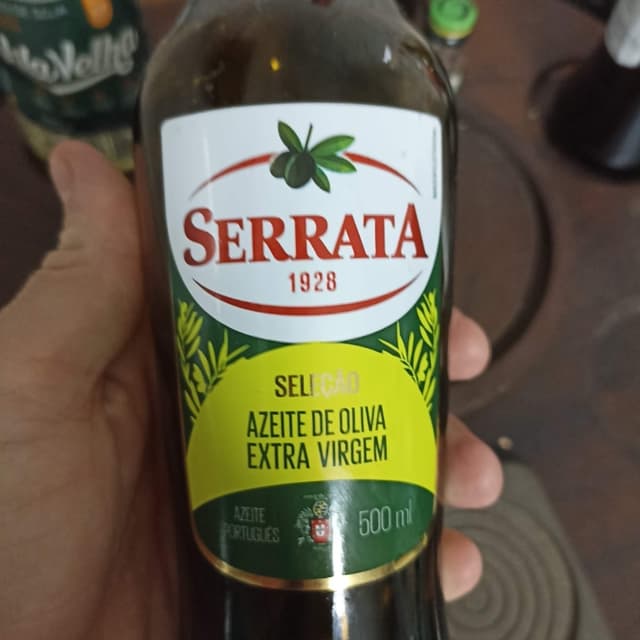 SERRATA
1928
SELEÇÃO
AZEITE DE OLIVA
EXTRA VIRGEM
AZEITE
PORTUGUÊS
500 ml